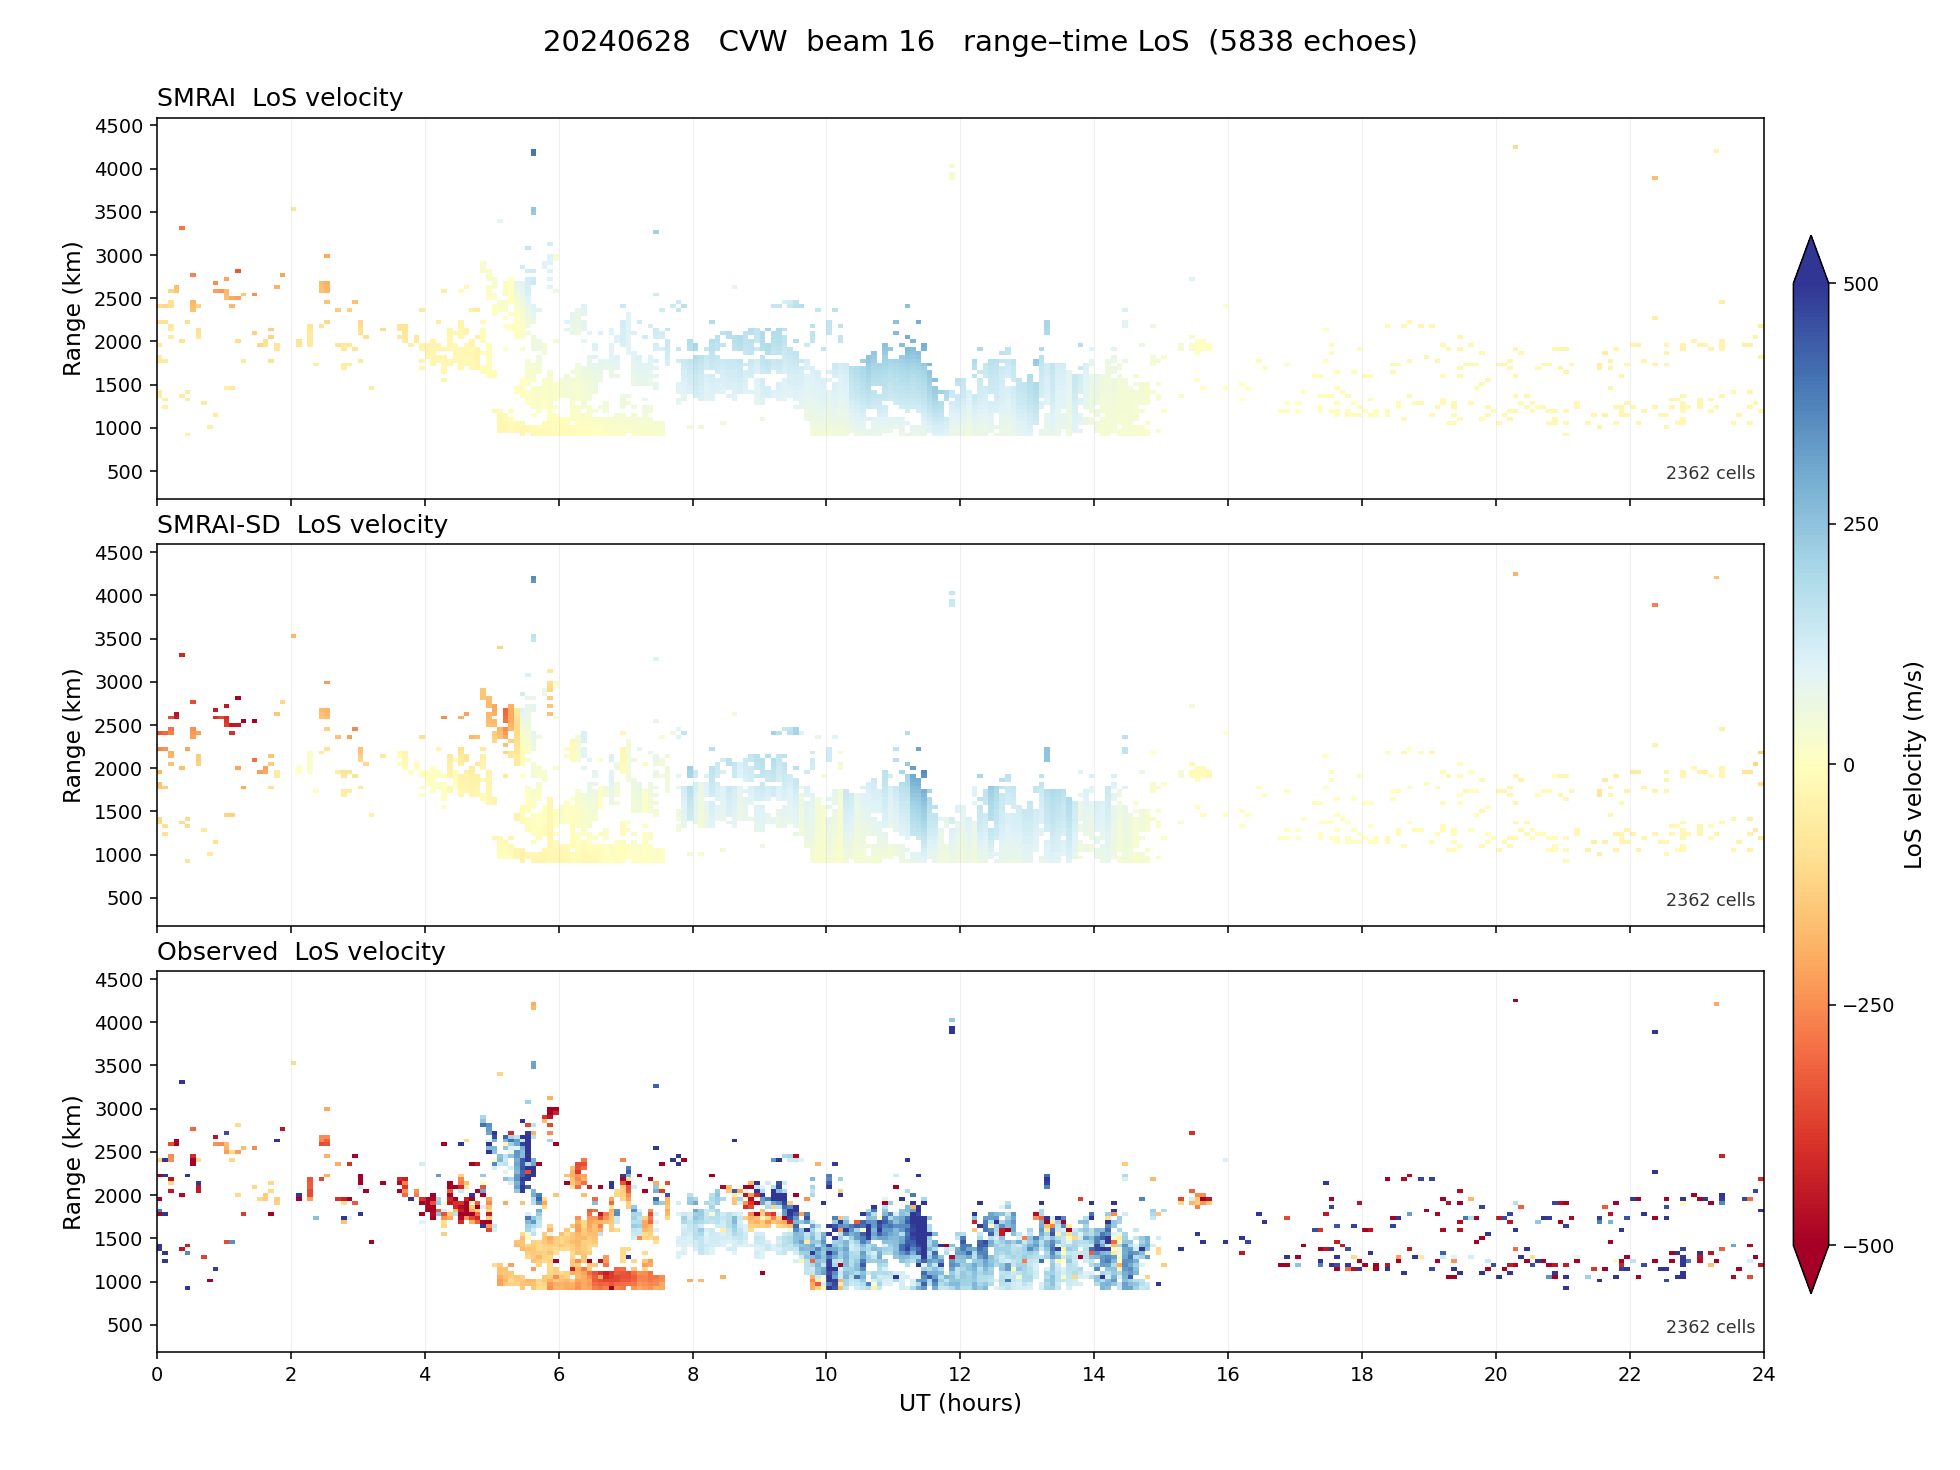 20240628   CVW  beam 16   range–time LoS  (5838 echoes)
SMRAI  LoS velocity
4500
4000
3500
3000
2500
2000
1500
1000
500
Range (km)
2362 cells
SMRAI-SD  LoS velocity
4500
4000
3500
3000
2500
2000
1500
1000
500
Range (km)
2362 cells
Observed  LoS velocity
4500
4000
3500
3000
2500
2000
1500
1000
500
Range (km)
2362 cells
0 2 4 6 8 10 12 14 16 18 20 22 24
UT (hours)
500
250
0
−250
−500
LoS velocity (m/s)